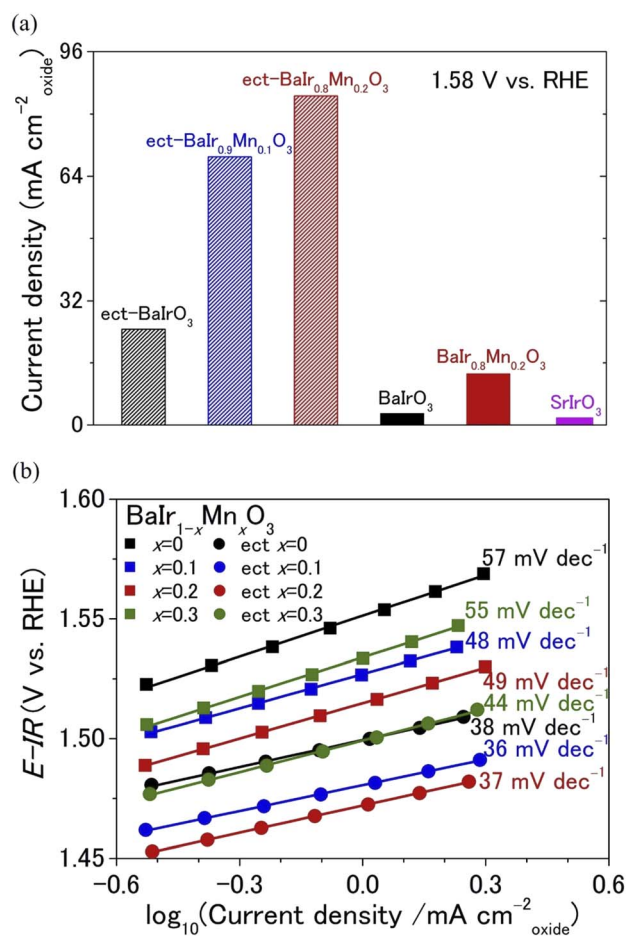 (a)
96
64
32
0
Current density (mA cm⁻²oxide)
1.58 V vs. RHE
ect-BaIrO₃
ect-BaIr₀.₉Mn₀.₁O₃
ect-BaIr₀.₈Mn₀.₂O₃
BaIrO₃
BaIr₀.₈Mn₀.₂O₃
SrIrO₃
(b)
1.60
1.55
1.50
1.45
E-IR (V vs. RHE)
BaIr₁₋ₓMnₓO₃
x=0 ect x=0
x=0.1 ect x=0.1
x=0.2 ect x=0.2
x=0.3 ect x=0.3
57 mV dec⁻¹
55 mV dec⁻¹
48 mV dec⁻¹
49 mV dec⁻¹
44 mV dec⁻¹
38 mV dec⁻¹
36 mV dec⁻¹
37 mV dec⁻¹
-0.6 -0.3 0.0 0.3 0.6
log₁₀(Current density /mA cm⁻²oxide)